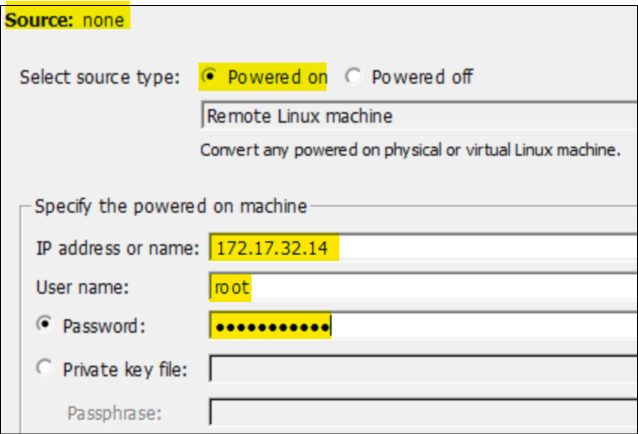 Source: none
Select source type: Powered on Powered off
Remote Linux machine
Convert any powered on physical or virtual Linux machine.
Specify the powered on machine
IP address or name: 172.17.32.14
User name: root
Password: ●●●●●●●●●●●
Private key file:
Passphrase: